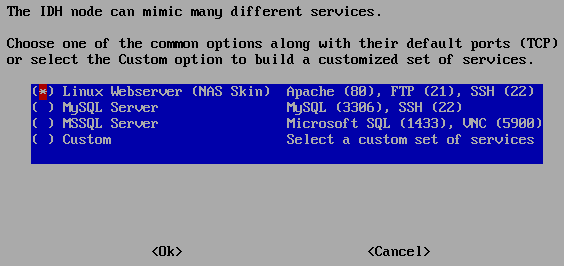 The IDH node can mimic many different services.
Choose one of the common options along with their default ports (TCP)
or select the Custom option to build a customized set of services.
(*) Linux Webserver (NAS Skin) Apache (80), FTP (21), SSH (22)
( ) MySQL Server MySQL (3306), SSH (22)
( ) MSSQL Server Microsoft SQL (1433), VNC (5900)
( ) Custom Select a custom set of services
<Ok> <Cancel>